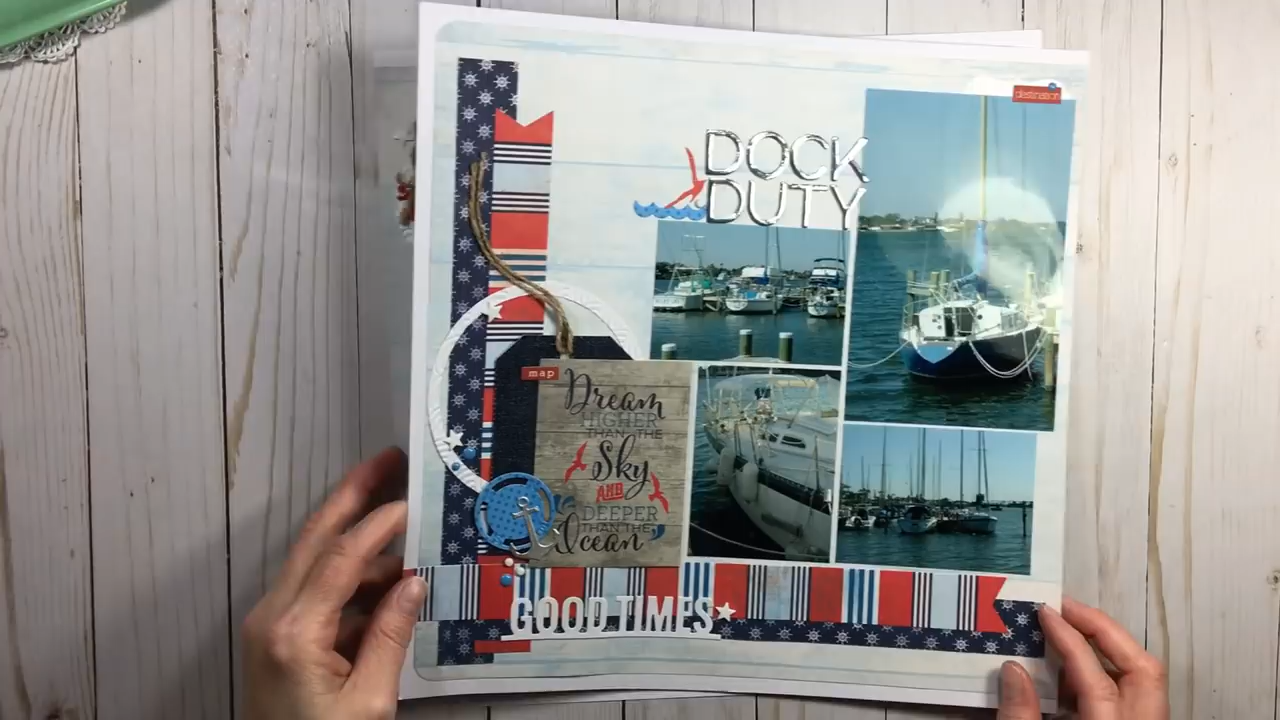 destination
DOCK
DUTY
map
Dream
HIGHER
THAN THE
Sky
AND
DEEPER
THAN THE
Ocean
GOOD TIMES